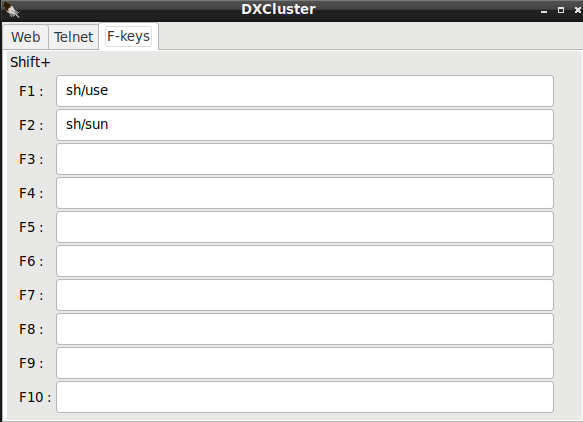 DXCluster
Web Telnet F-keys
Shift+
F1 : sh/use
F2 : sh/sun
F3 :
F4 :
F5 :
F6 :
F7 :
F8 :
F9 :
F10 :